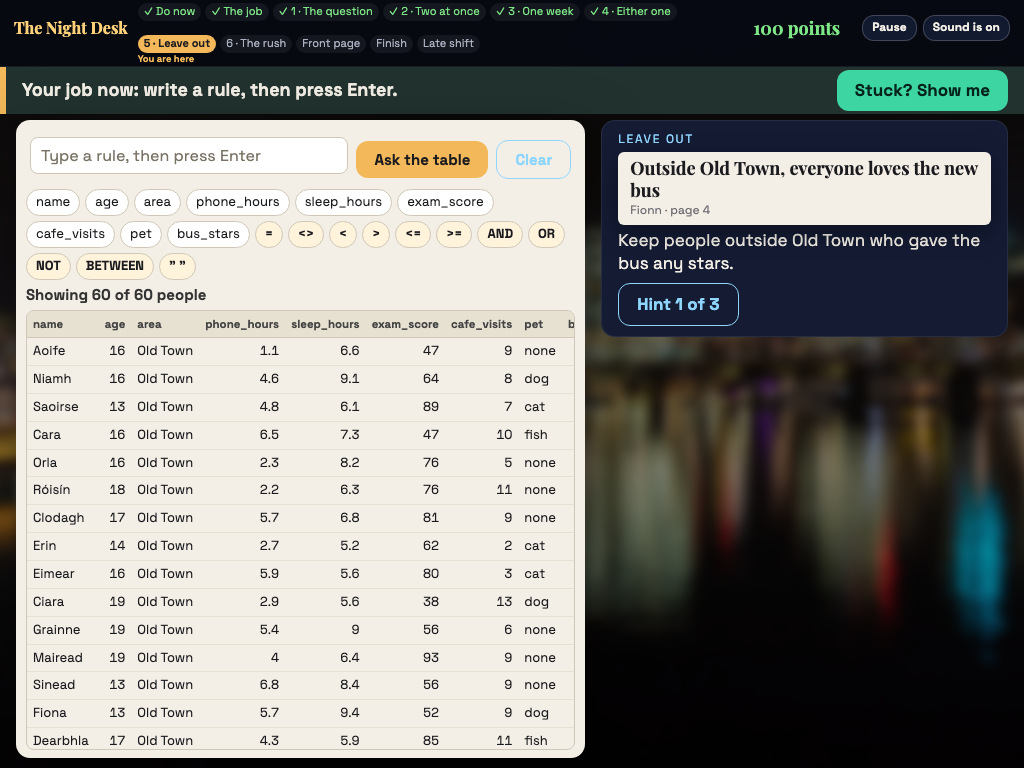 The Night Desk
✓ Do now ✓ The job ✓ 1 · The question ✓ 2 · Two at once ✓ 3 · One week ✓ 4 · Either one
5 · Leave out 6 · The rush Front page Finish Late shift
You are here
100 points
Pause Sound is on
Your job now: write a rule, then press Enter.
Stuck? Show me
Type a rule, then press Enter
Ask the table
Clear
name age area phone_hours sleep_hours exam_score
cafe_visits pet bus_stars = <> < > <= >= AND OR
NOT BETWEEN " "
Showing 60 of 60 people
name age area phone_hours sleep_hours exam_score cafe_visits pet b
Aoife 16 Old Town 1.1 6.6 47 9 none
Niamh 16 Old Town 4.6 9.1 64 8 dog
Saoirse 13 Old Town 4.8 6.1 89 7 cat
Cara 16 Old Town 6.5 7.3 47 10 fish
Orla 16 Old Town 2.3 8.2 76 5 none
Róisín 18 Old Town 2.2 6.3 76 11 none
Clodagh 17 Old Town 5.7 6.8 81 9 none
Erin 14 Old Town 2.7 5.2 62 2 cat
Eimear 16 Old Town 5.9 5.6 80 3 cat
Ciara 19 Old Town 2.9 5.6 38 13 dog
Grainne 19 Old Town 5.4 9 56 6 none
Mairead 19 Old Town 4 6.4 93 9 none
Sinead 13 Old Town 6.8 8.4 56 9 none
Fiona 13 Old Town 5.7 9.4 52 9 dog
Dearbhla 17 Old Town 4.3 5.9 85 11 fish
LEAVE OUT
Outside Old Town, everyone loves the new
bus
Fionn · page 4
Keep people outside Old Town who gave the
bus any stars.
Hint 1 of 3